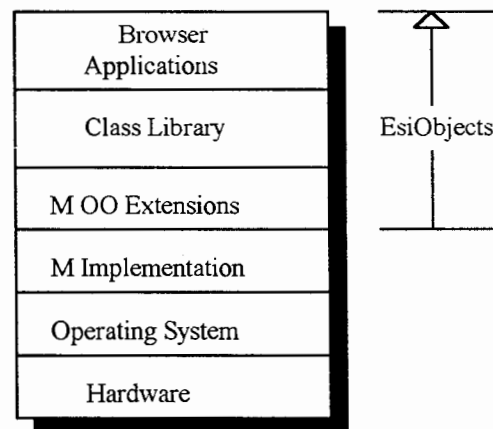 Browser
Applications
Class Library
EsiObjects
M OO Extensions
M Implementation
Operating System
Hardware